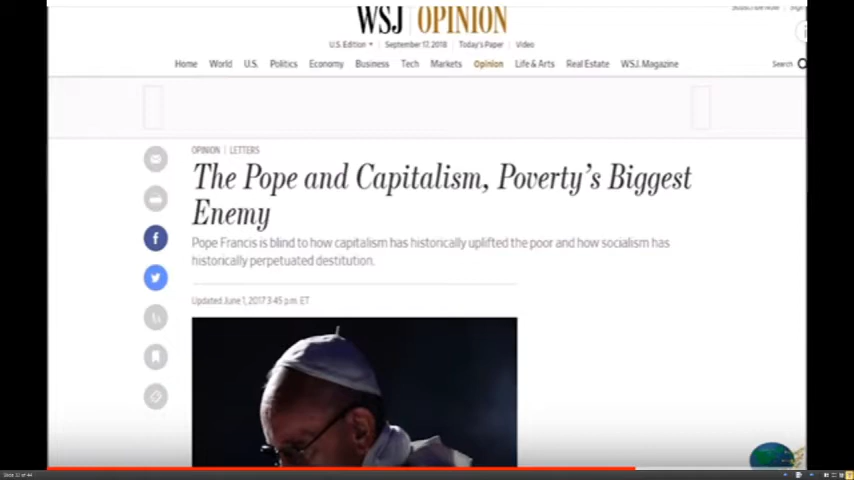 WSJ OPINION
U.S. Edition September 17, 2018 Today's Paper Video
Home World U.S. Politics Economy Business Tech Markets Opinion Life & Arts Real Estate WSJ. Magazine Search
OPINION | LETTERS
The Pope and Capitalism, Poverty's Biggest
Enemy
Pope Francis is blind to how capitalism has historically uplifted the poor and how socialism has
historically perpetuated destitution.
Updated June 1, 2017 3:45 p.m. ET